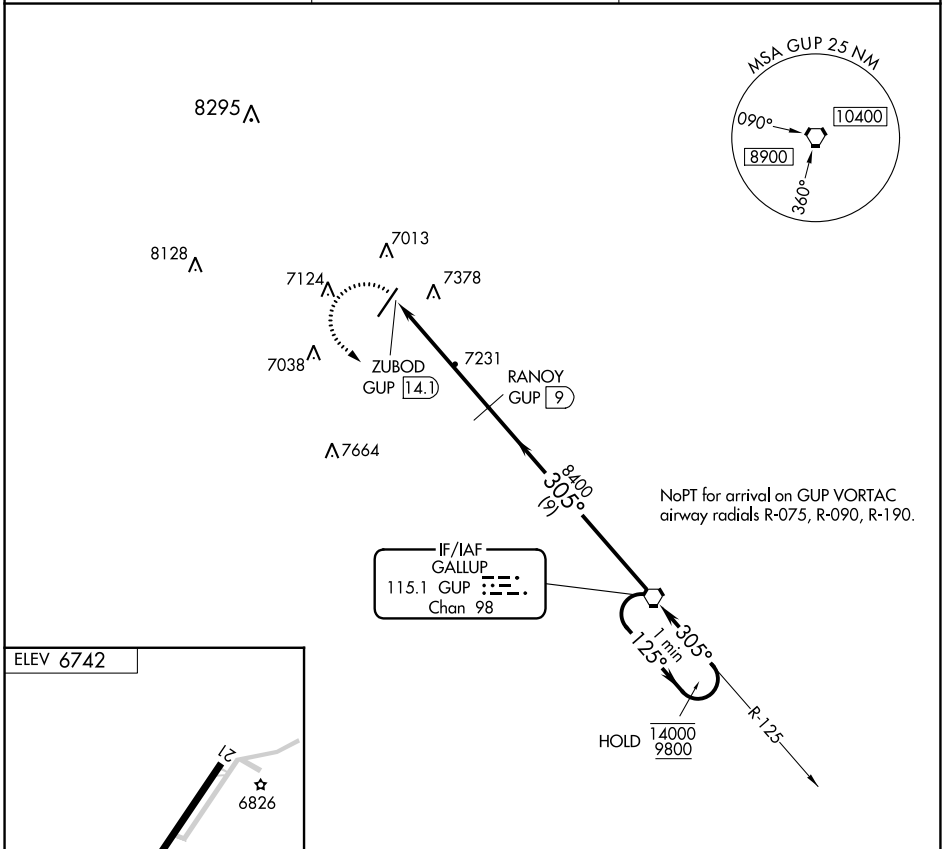 MSA GUP 25 NM
090°
10400
8900
360°
8295
8128
7013
7124
7378
7038
ZUBOD
GUP 14.1
7231
RANOY
GUP 9
7664
8400
305°
(9)
NoPT for arrival on GUP VORTAC
airway radials R-075, R-090, R-190.
IF/IAF
GALLUP
115.1 GUP
Chan 98
305°
1 min
125°
HOLD 14000
9800
R-125
ELEV 6742
21
6826